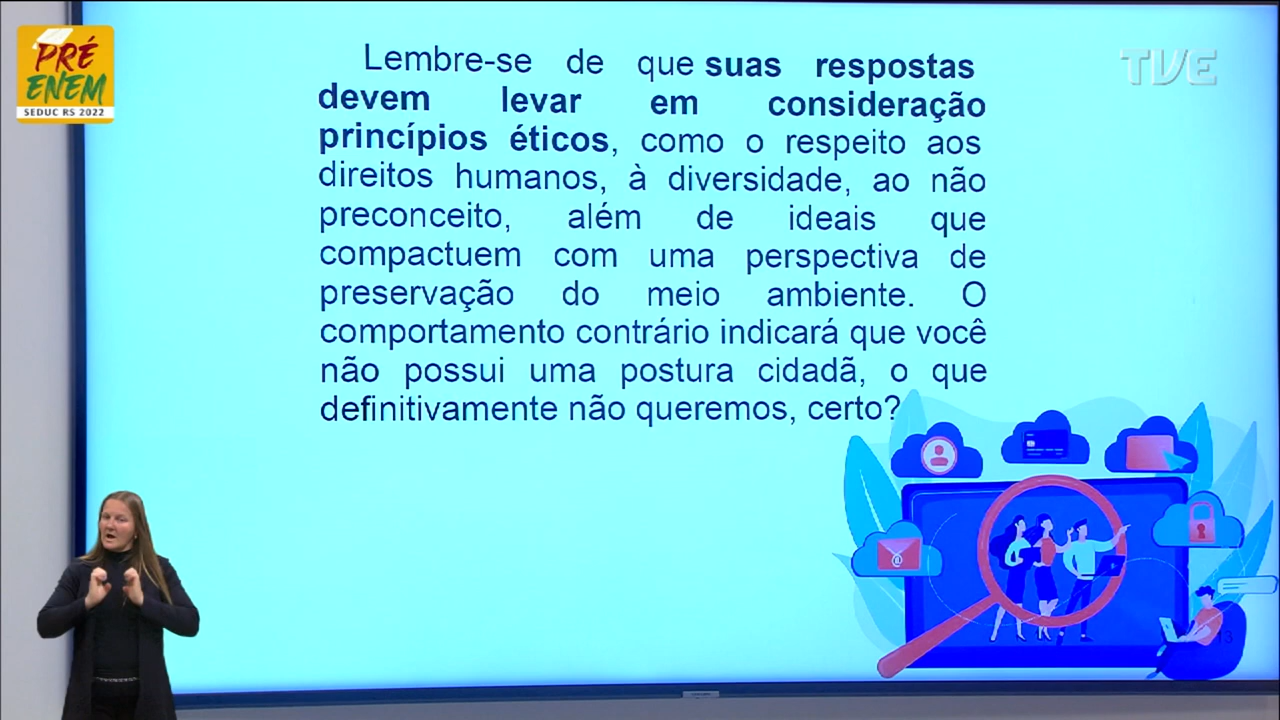 PRÉ
ENEM
SEDUC RS 2022
TVE
Lembre-se de que suas respostas
devem levar em consideração
princípios éticos, como o respeito aos
direitos humanos, à diversidade, ao não
preconceito, além de ideais que
compactuem com uma perspectiva de
preservação do meio ambiente. O
comportamento contrário indicará que você
não possui uma postura cidadã, o que
definitivamente não queremos, certo?
@
13